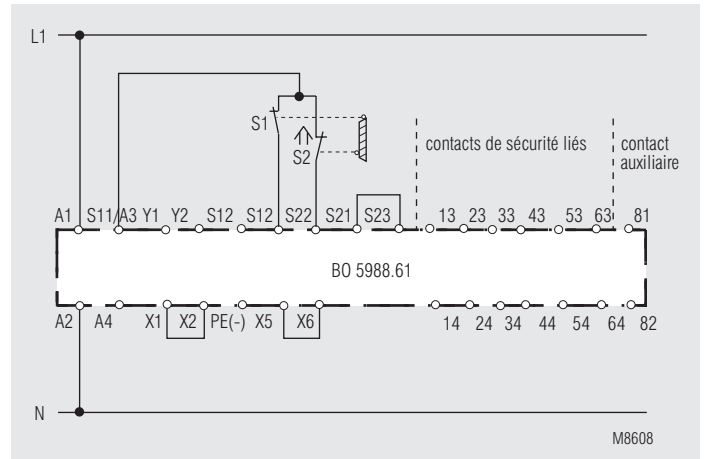 L1
S1
S2
contacts de sécurité liés
contact
auxiliaire
A1 S11/A3 Y1 Y2 S12 S12 S22 S21 S23 13 23 33 43 53 63 81
BO 5988.61
A2 A4 X1 X2 PE(-) X5 X6 14 24 34 44 54 64 82
N
M8608